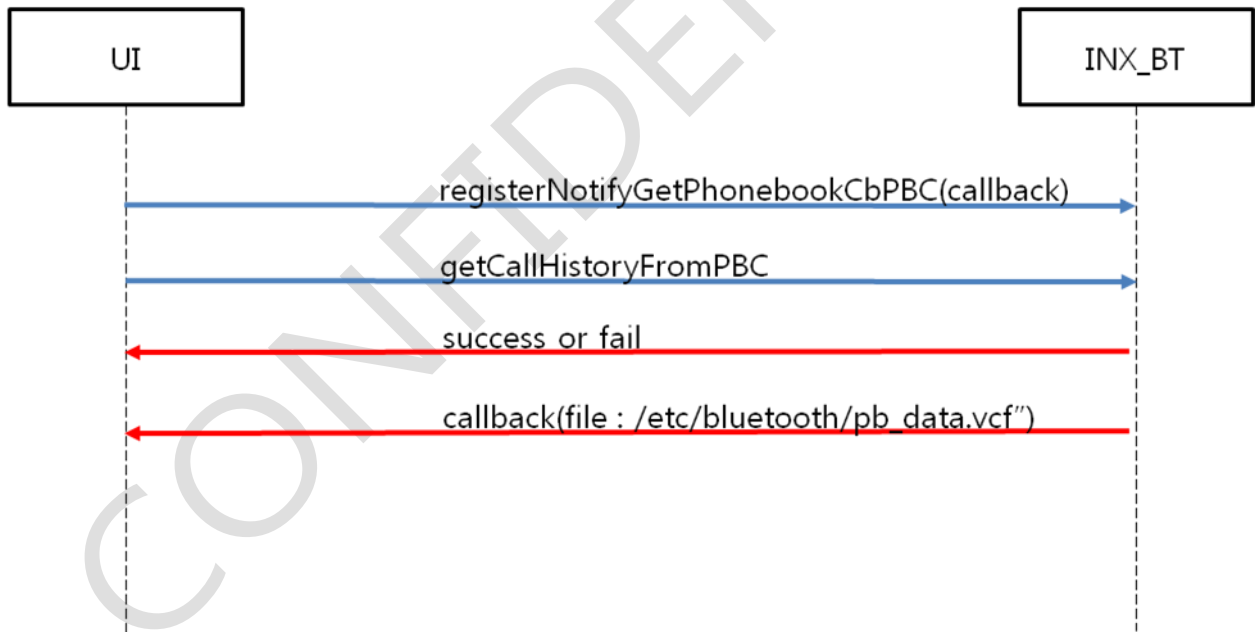 UI
INX_BT
registerNotifyGetPhonebookCbPBC(callback)
getCallHistoryFromPBC
success or fail
callback(file : /etc/bluetooth/pb_data.vcf”)
CONFIDE